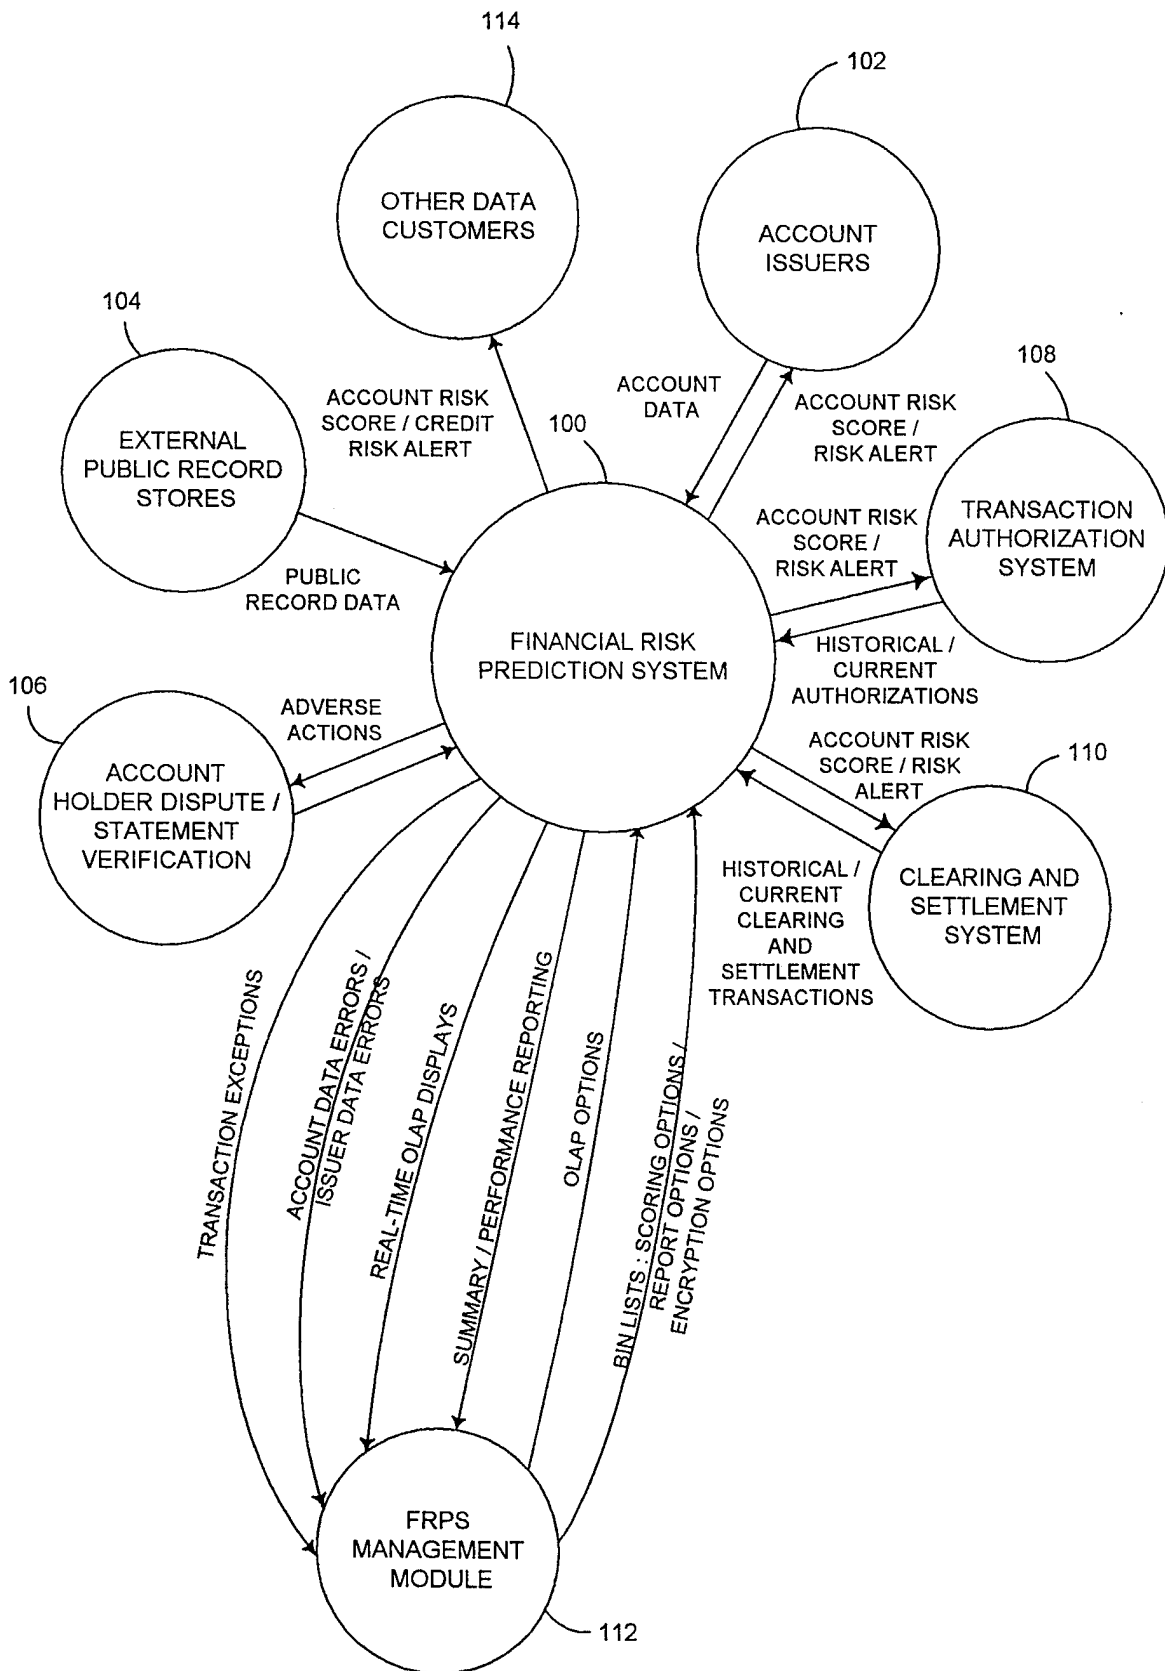 114
102
OTHER DATA
CUSTOMERS
ACCOUNT
ISSUERS
104
108
ACCOUNT RISK
SCORE / CREDIT
RISK ALERT
100
ACCOUNT
DATA
ACCOUNT RISK
SCORE /
RISK ALERT
EXTERNAL
PUBLIC RECORD
STORES
TRANSACTION
AUTHORIZATION
SYSTEM
ACCOUNT RISK
SCORE /
RISK ALERT
PUBLIC
RECORD DATA
FINANCIAL RISK
PREDICTION SYSTEM
HISTORICAL /
CURRENT
AUTHORIZATIONS
106
ADVERSE
ACTIONS
ACCOUNT RISK
SCORE / RISK
ALERT
110
ACCOUNT
HOLDER DISPUTE /
STATEMENT
VERIFICATION
HISTORICAL /
CURRENT
CLEARING
AND
SETTLEMENT
TRANSACTIONS
CLEARING AND
SETTLEMENT
SYSTEM
TRANSACTION EXCEPTIONS
ACCOUNT DATA ERRORS /
ISSUER DATA ERRORS
REAL-TIME OLAP DISPLAYS
SUMMARY / PERFORMANCE REPORTING
OLAP OPTIONS
BIN LISTS : SCORING OPTIONS /
REPORT OPTIONS /
ENCRYPTION OPTIONS
FRPS
MANAGEMENT
MODULE
112